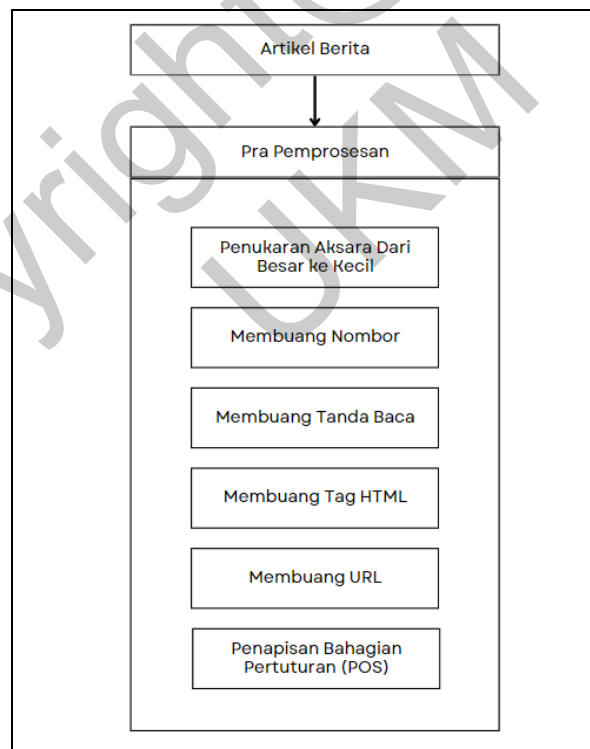 Artikel Berita
Pra Pemprosesan
Penukaran Aksara Dari
Besar ke Kecil
Membuang Nombor
Membuang Tanda Baca
Membuang Tag HTML
Membuang URL
Penapisan Bahagian
Pertuturan (POS)
UKM